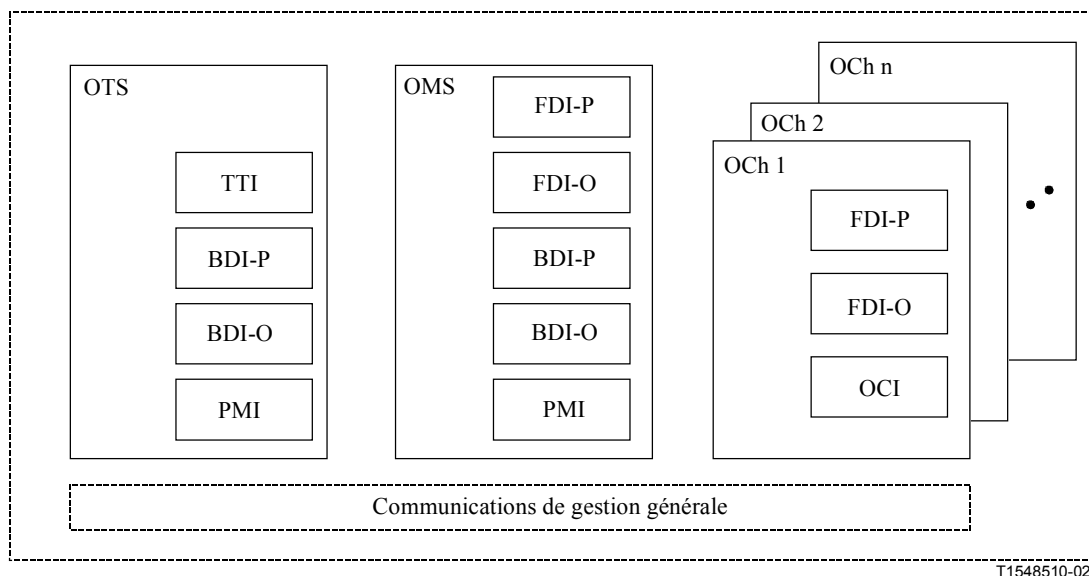 OTS
TTI
BDI-P
BDI-O
PMI
OMS
FDI-P
FDI-O
BDI-P
BDI-O
PMI
OCh n
OCh 2
OCh 1
FDI-P
FDI-O
OCI
Communications de gestion générale
T1548510-02